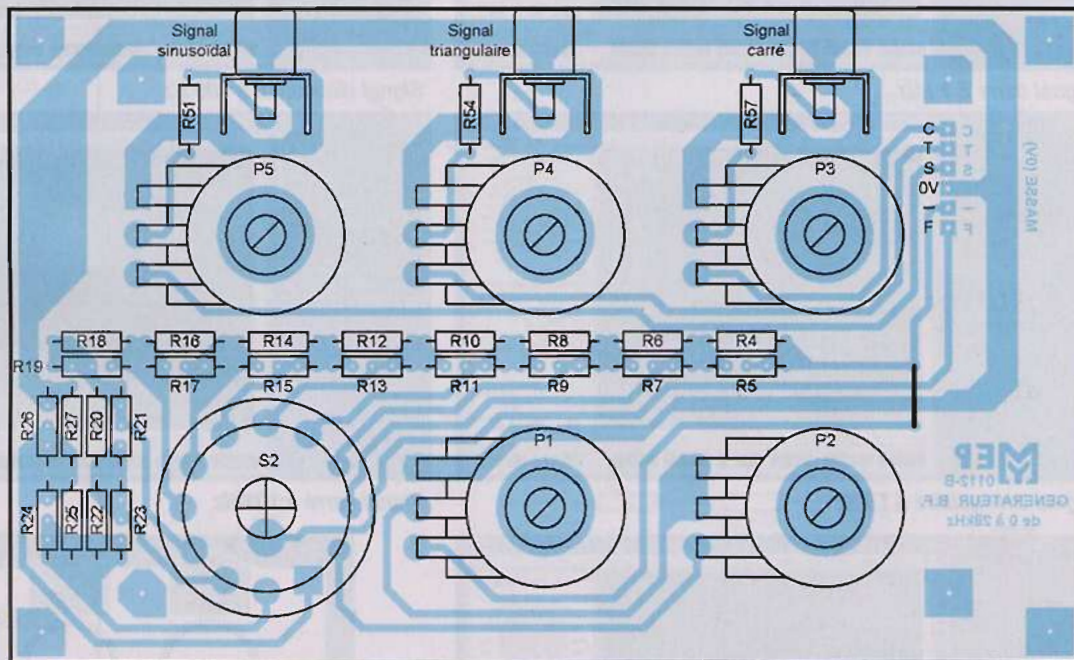 Signal
sinusoïdal
Signal
triangulaire
Signal
carré
R51
R54
R57
P5
P4
P3
C
T
S
0V
–
F
C
T
S
I
F
MASSE (0V)
R18
R16
R14
R12
R10
R8
R6
R4
R19
R17
R15
R13
R11
R9
R7
R5
R26
R27
R20
R21
R24
R25
R22
R23
S2
P1
P2
MEP
0112-B
GENERATEUR B.F.
de 0 à 28kHz